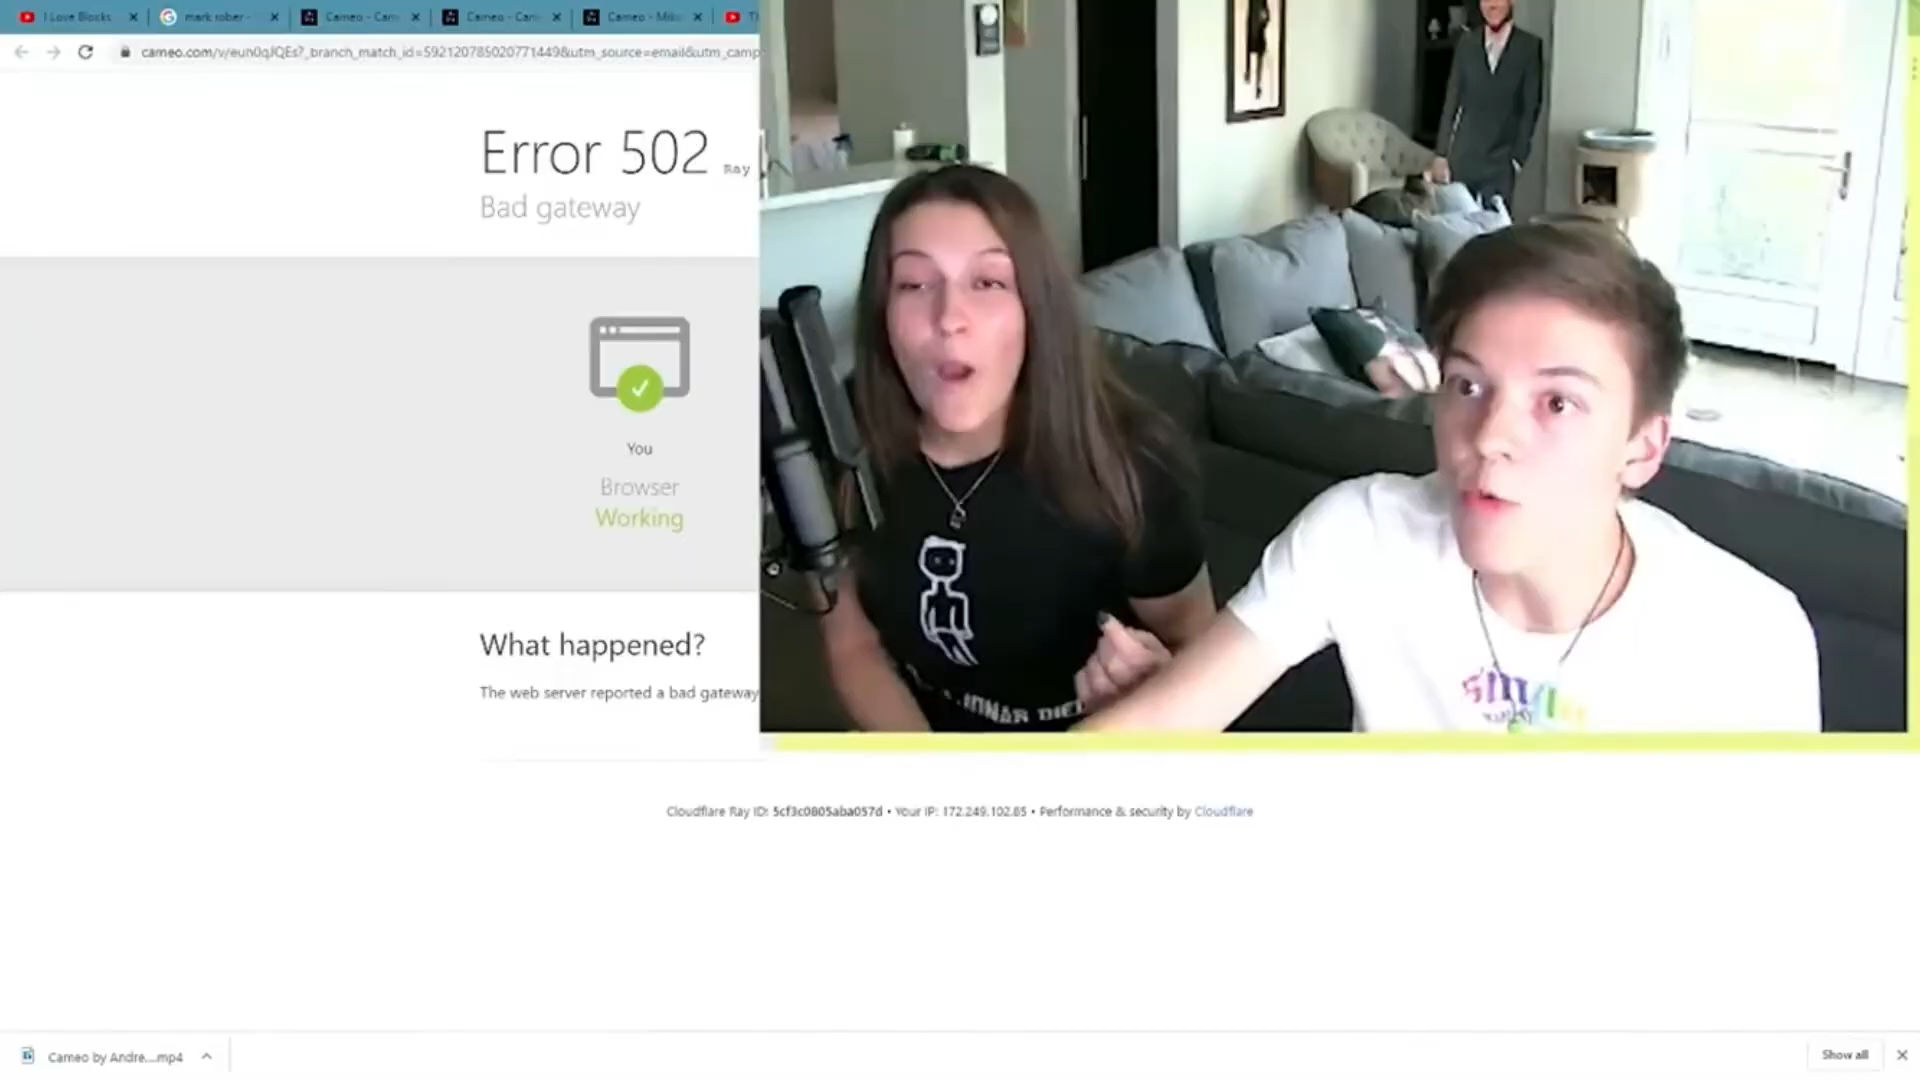 I Love Blocks
mark rober -
Cameo - Cam
Cameo - Cam
Cameo - Mike
cameo.com/v/eun0qJQEs?_branch_match_id=592120785020771449&utm_source=email&utm_camp
Error 502 Ray
Bad gateway
You
Browser
Working
What happened?
The web server reported a bad gateway
Cloudflare Ray ID: 5cf3c0805aba057d • Your IP: 172.249.102.85 • Performance & security by Cloudflare
Cameo by Andre....mp4
Show all